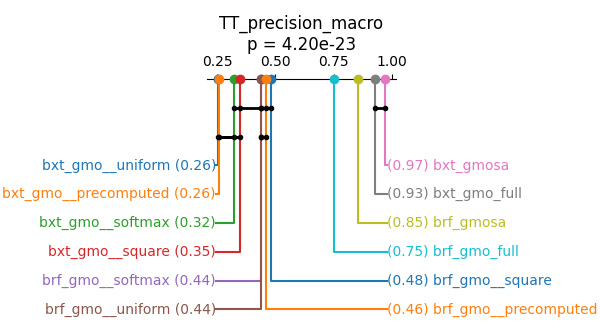 TT_precision_macro
p = 4.20e-23
0.25 0.50 0.75 1.00
bxt_gmo__uniform (0.26)
(0.97) bxt_gmosa
bxt_gmo__precomputed (0.26)
(0.93) bxt_gmo_full
bxt_gmo__softmax (0.32)
(0.85) brf_gmosa
bxt_gmo__square (0.35)
(0.75) brf_gmo_full
brf_gmo__softmax (0.44)
(0.48) brf_gmo__square
brf_gmo__uniform (0.44)
(0.46) brf_gmo__precomputed